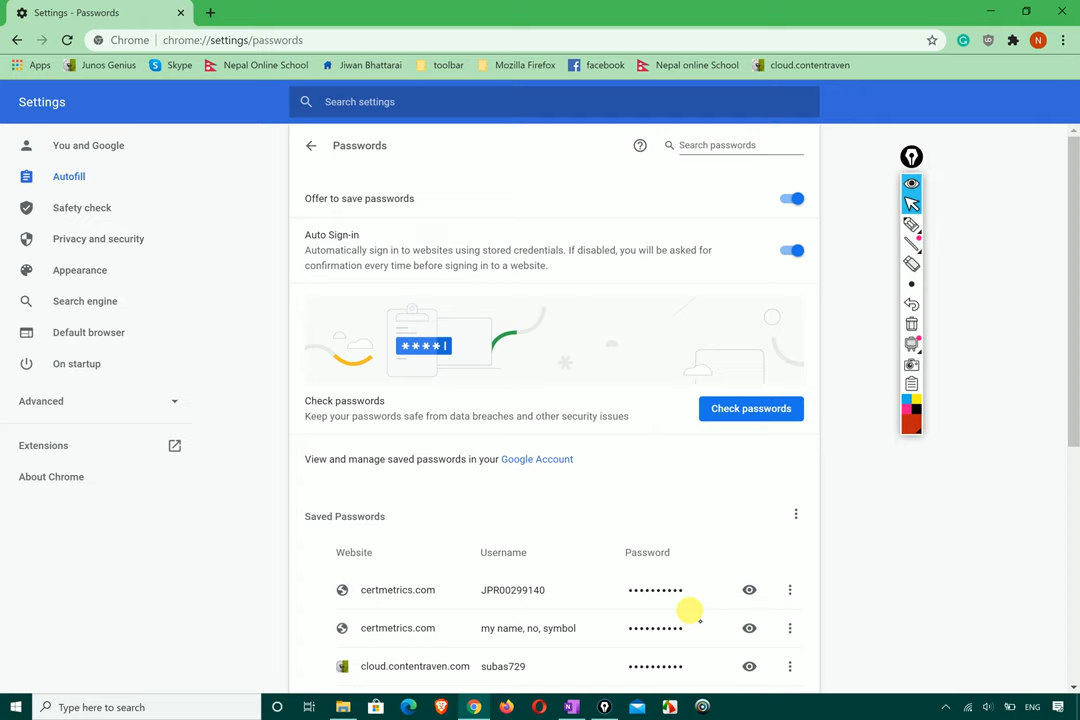 Settings - Passwords
Chrome
chrome://settings/passwords
N
Apps
Junos Genius
Skype
Nepal Online School
Jiwan Bhattarai
toolbar
Mozilla Firefox
facebook
Nepal online School
cloud.contentraven
Settings
Search settings
You and Google
Autofill
Safety check
Privacy and security
Appearance
Search engine
Default browser
On startup
Advanced
Extensions
About Chrome
Passwords
Search passwords
Offer to save passwords
Auto Sign-in
Automatically sign in to websites using stored credentials. If disabled, you will be asked for
confirmation every time before signing in to a website.
****
Check passwords
Keep your passwords safe from data breaches and other security issues
Check passwords
View and manage saved passwords in your Google Account
Saved Passwords
Website Username Password
certmetrics.com JPR00299140 ••••••••••
certmetrics.com my name, no, symbol ••••••••••
cloud.contentraven.com subas729 ••••••••••
Type here to search
ENG